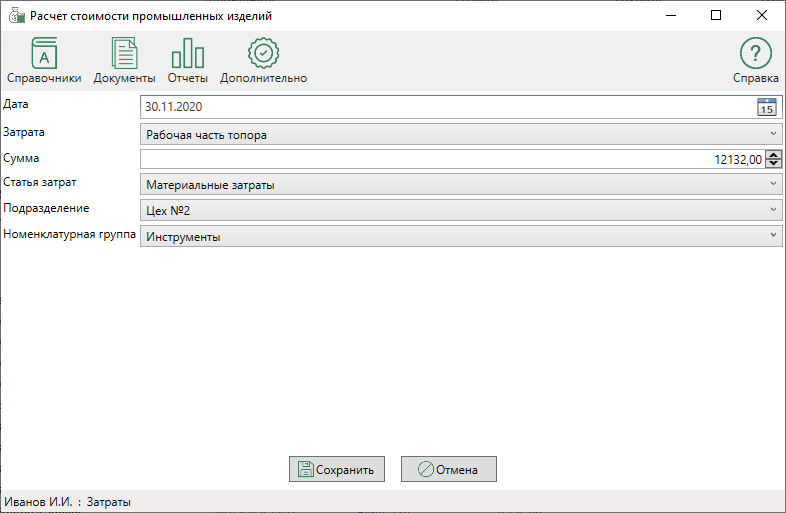 Расчет стоимости промышленных изделий
Справочники Документы Отчеты Дополнительно Справка
Дата 30.11.2020 15
Затрата Рабочая часть топора
Сумма 12132,00
Статья затрат Материальные затраты
Подразделение Цех №2
Номенклатурная группа Инструменты
Сохранить Отмена
Иванов И.И. : Затраты